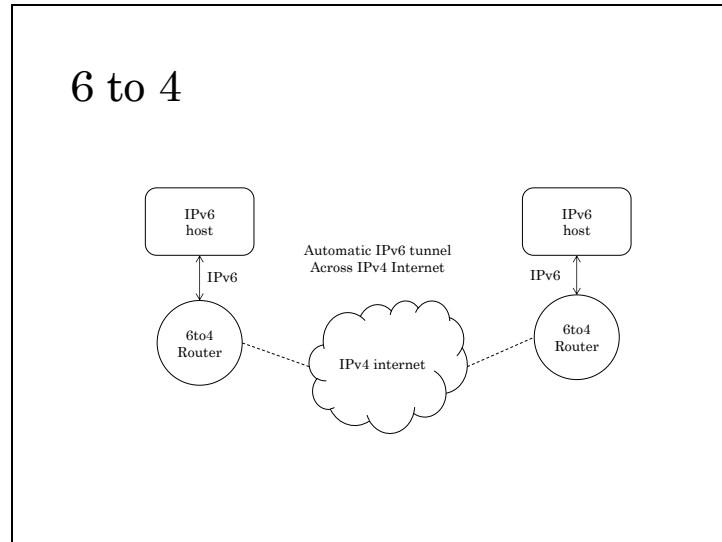 6 to 4
IPv6
host
IPv6
host
Automatic IPv6 tunnel
Across IPv4 Internet
IPv6
IPv6
6to4
Router
IPv4 internet
6to4
Router